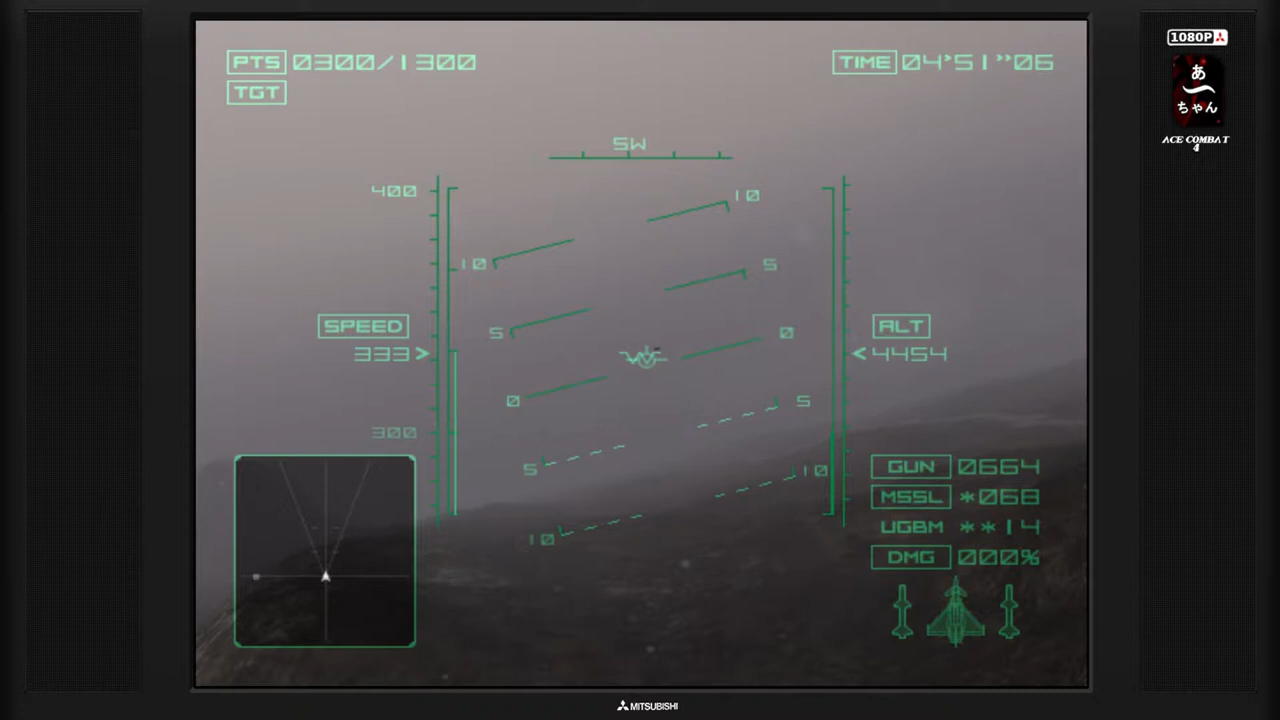 PTS 0300/1300
TIME 04'51"06
TGT
SW
400
10
10
5
5
SPEED
333 >
0
ALT
< 4454
0
5
300
5
10
10
GUN 0664
MSSL *068
UGBM **14
DMG 000%
MITSUBISHI
1080P
あー
ちゃん
ACE COMBAT
4